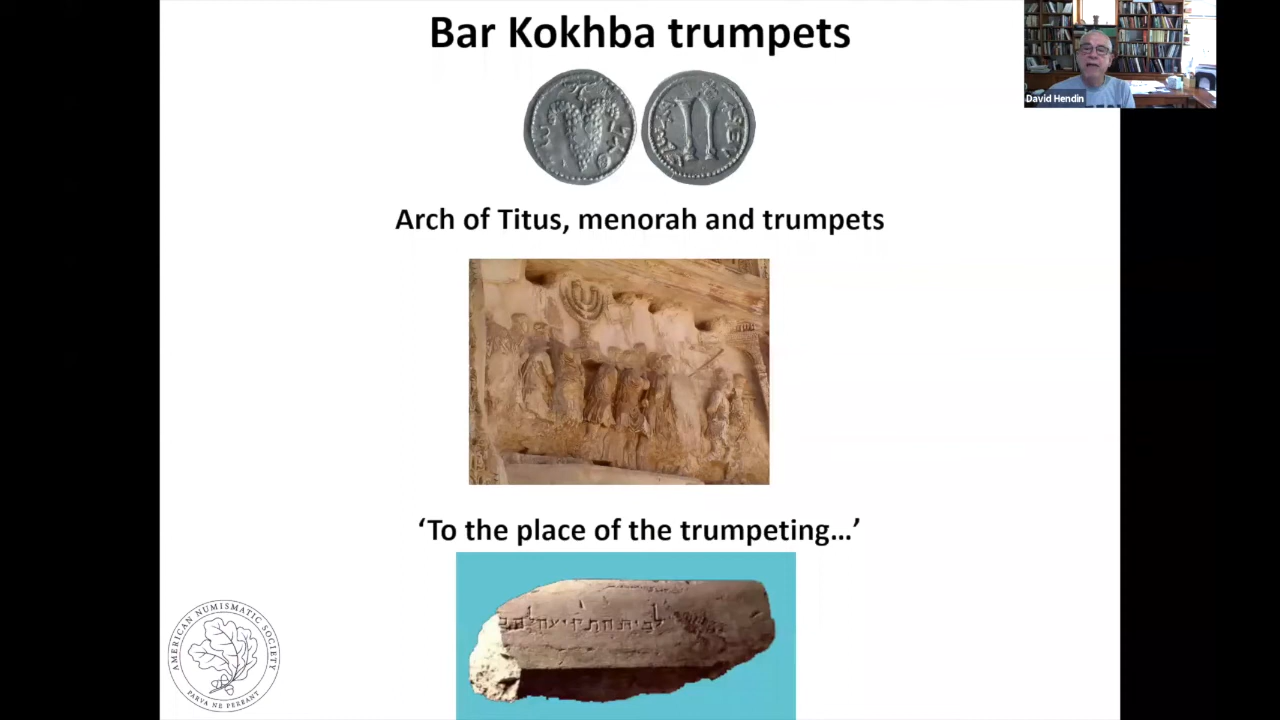 Bar Kokhba trumpets
David Hendin
Arch of Titus, menorah and trumpets
‘To the place of the trumpeting…’
לביתהתקיעהלהכ
AMERICAN NUMISMATIC SOCIETY
PARVA NE PEREANT